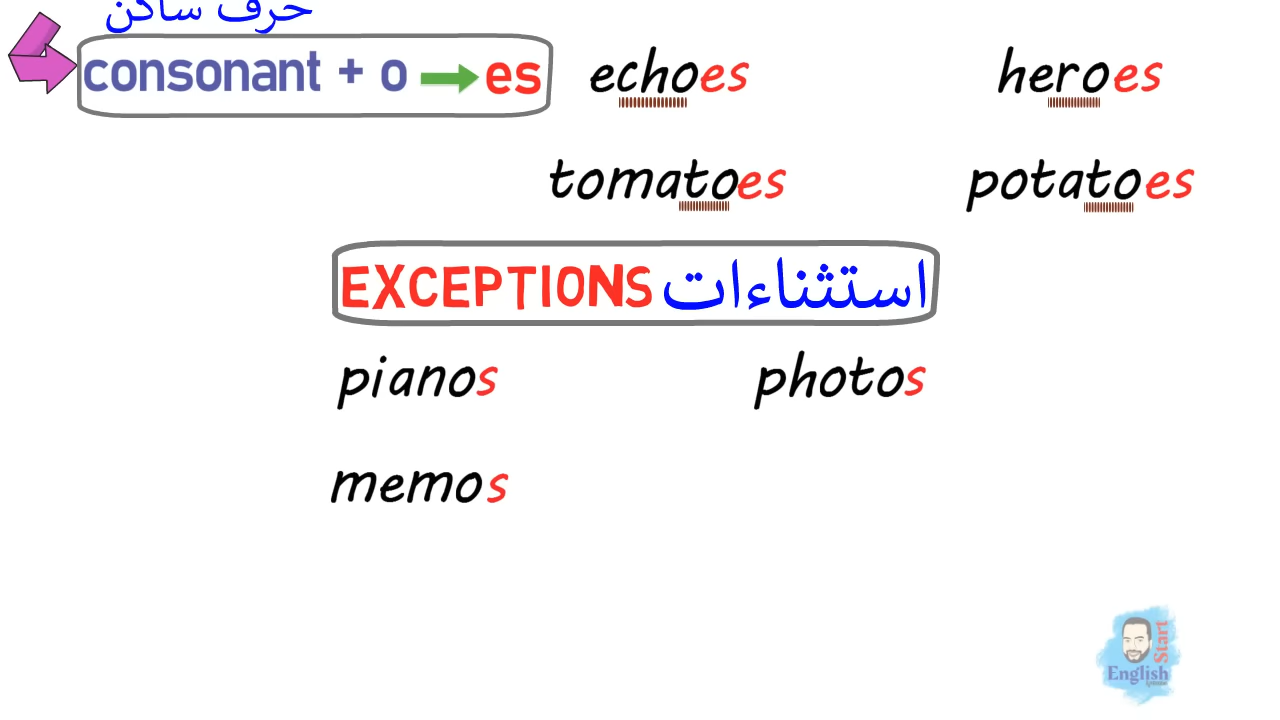 حرف ساكن
consonant + o → es echoes heroes
tomatoes potatoes
EXCEPTIONS استثناءات
pianos photos
memos
English Start